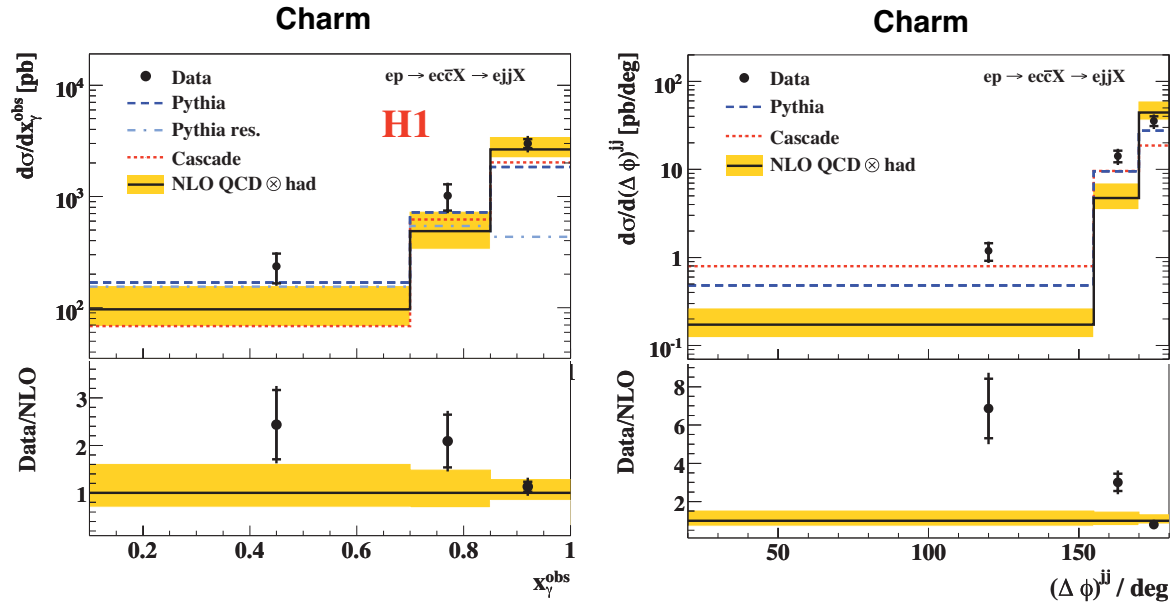 Charm
dσ/dx_γ^obs [pb]
10^4
10^3
10^2
Data
Pythia
Pythia res.
Cascade
NLO QCD ⊗ had
ep → ecc̄X → ejjX
H1
Data/NLO
3
2
1
1
0.2
0.4
0.6
0.8
1
x_γ^obs
Charm
dσ/d(Δ ϕ)^jj [pb/deg]
10^2
10
1
10^-1
Data
Pythia
Cascade
NLO QCD ⊗ had
ep → ecc̄X → ejjX
Data/NLO
8
6
4
2
50
100
150
(Δ ϕ)^jj / deg